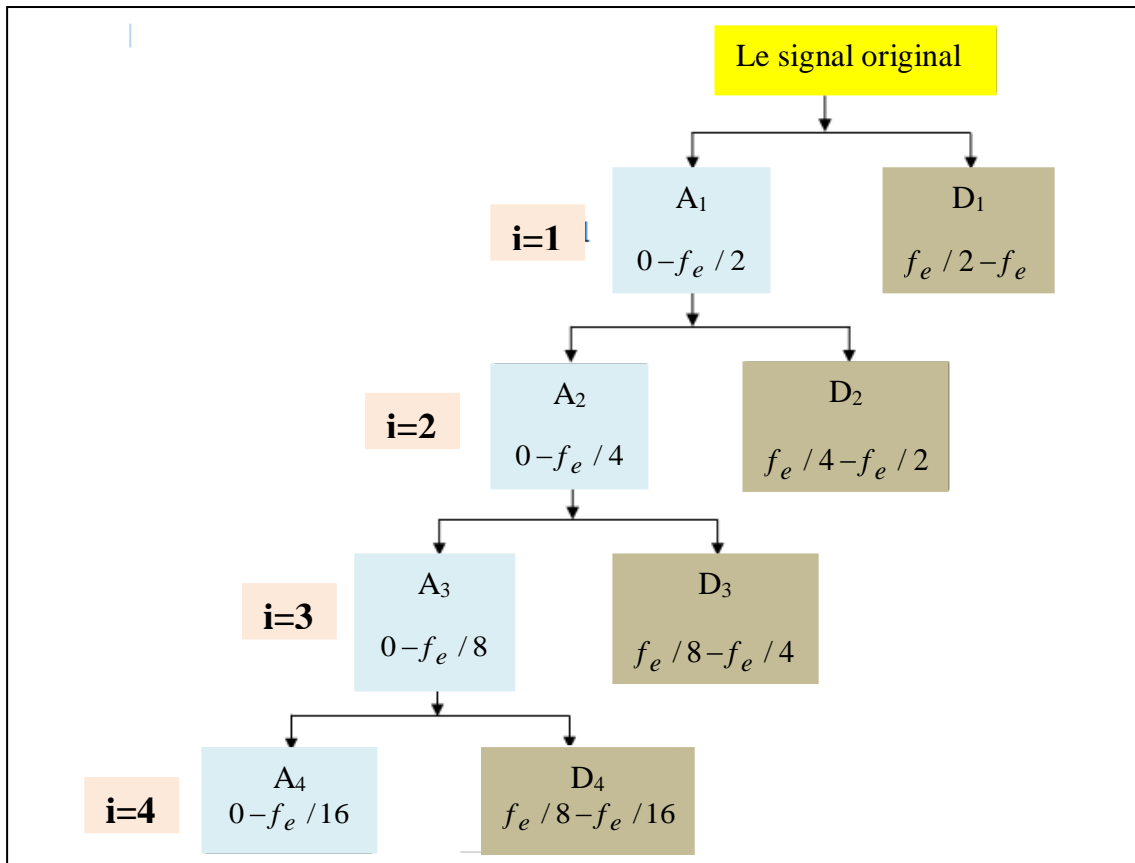 Le signal original
A₁
0−fₑ/2
D₁
fₑ/2−fₑ
i=1
A₂
0−fₑ/4
D₂
fₑ/4−fₑ/2
i=2
A₃
0−fₑ/8
D₃
fₑ/8−fₑ/4
i=3
A₄
0−fₑ/16
D₄
fₑ/8−fₑ/16
i=4